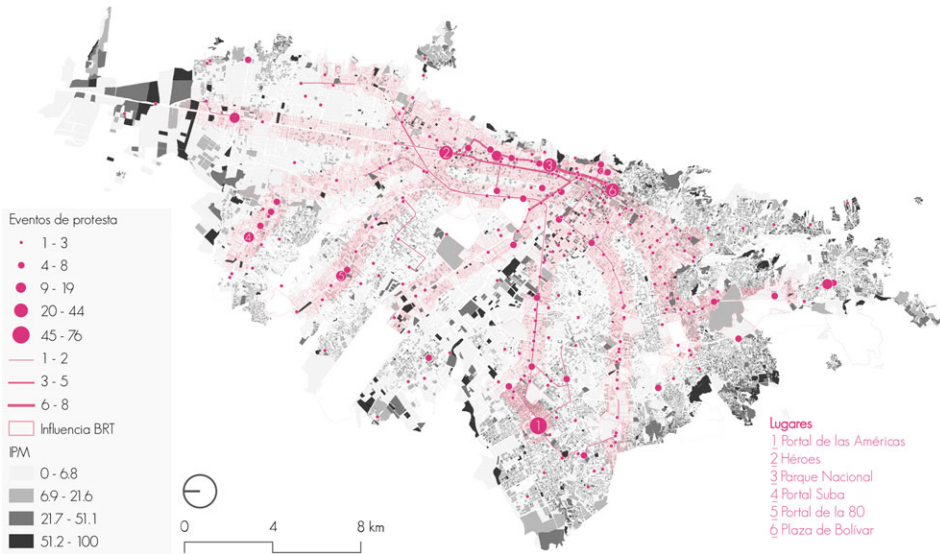 Eventos de protesta
1 - 3
4 - 8
9 - 19
20 - 44
45 - 76
1 - 2
3 - 5
6 - 8
Influencia BRT
IPM
0 - 6.8
6.9 - 21.6
21.7 - 51.1
51.2 - 100
0 4 8 km
2
3
6
4
5
1
Lugares
1 Portal de las Américas
2 Héroes
3 Parque Nacional
4 Portal Suba
5 Portal de la 80
6 Plaza de Bolívar